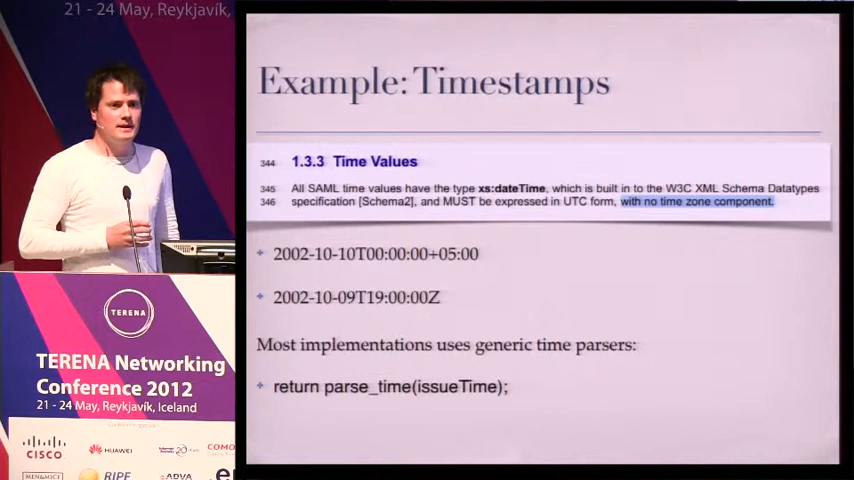 21 - 24 May, Reykjavík,
Example: Timestamps
344 1.3.3 Time Values
345 All SAML time values have the type xs:dateTime, which is built in to the W3C XML Schema Datatypes
346 specification [Schema2], and MUST be expressed in UTC form, with no time zone component.
2002-10-10T00:00:00+05:00
2002-10-09T19:00:00Z
Most implementations uses generic time parsers:
return parse_time(issueTime);
TERENA
TERENA Networking
Conference 2012
21 - 24 May, Reykjavik, Iceland
CISCO
HUAWEI
COMO
MEN&MICE
RIPE
ADVA